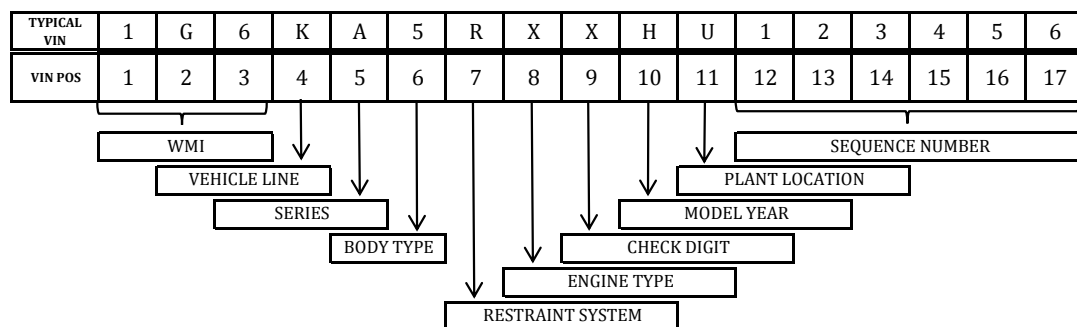 TYPICAL VIN 1 G 6 K A 5 R X X H U 1 2 3 4 5 6
VIN POS 1 2 3 4 5 6 7 8 9 10 11 12 13 14 15 16 17
WMI SEQUENCE NUMBER
VEHICLE LINE PLANT LOCATION
SERIES MODEL YEAR
BODY TYPE CHECK DIGIT
ENGINE TYPE
RESTRAINT SYSTEM